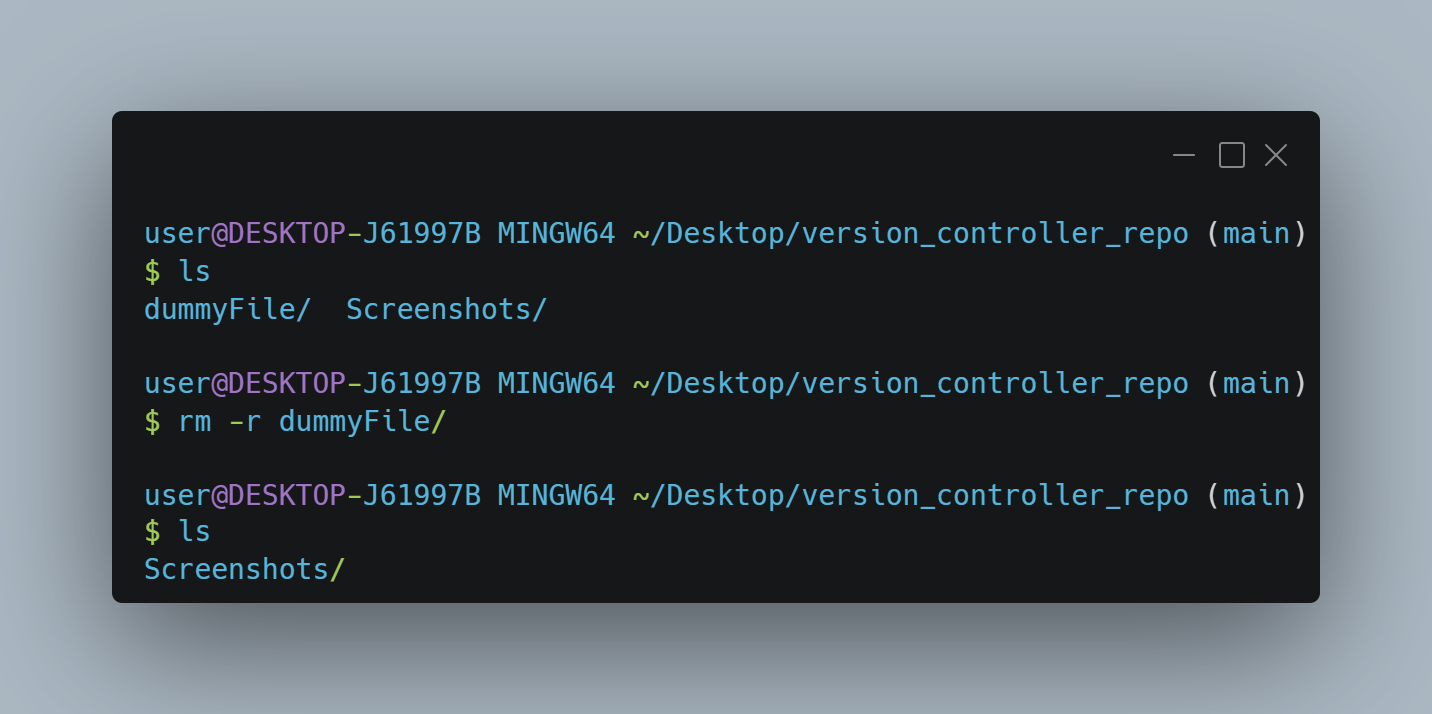 user@DESKTOP-J61997B MINGW64 ~/Desktop/version_controller_repo (main)
$ ls
dummyFile/  Screenshots/
user@DESKTOP-J61997B MINGW64 ~/Desktop/version_controller_repo (main)
$ rm -r dummyFile/
user@DESKTOP-J61997B MINGW64 ~/Desktop/version_controller_repo (main)
$ ls
Screenshots/